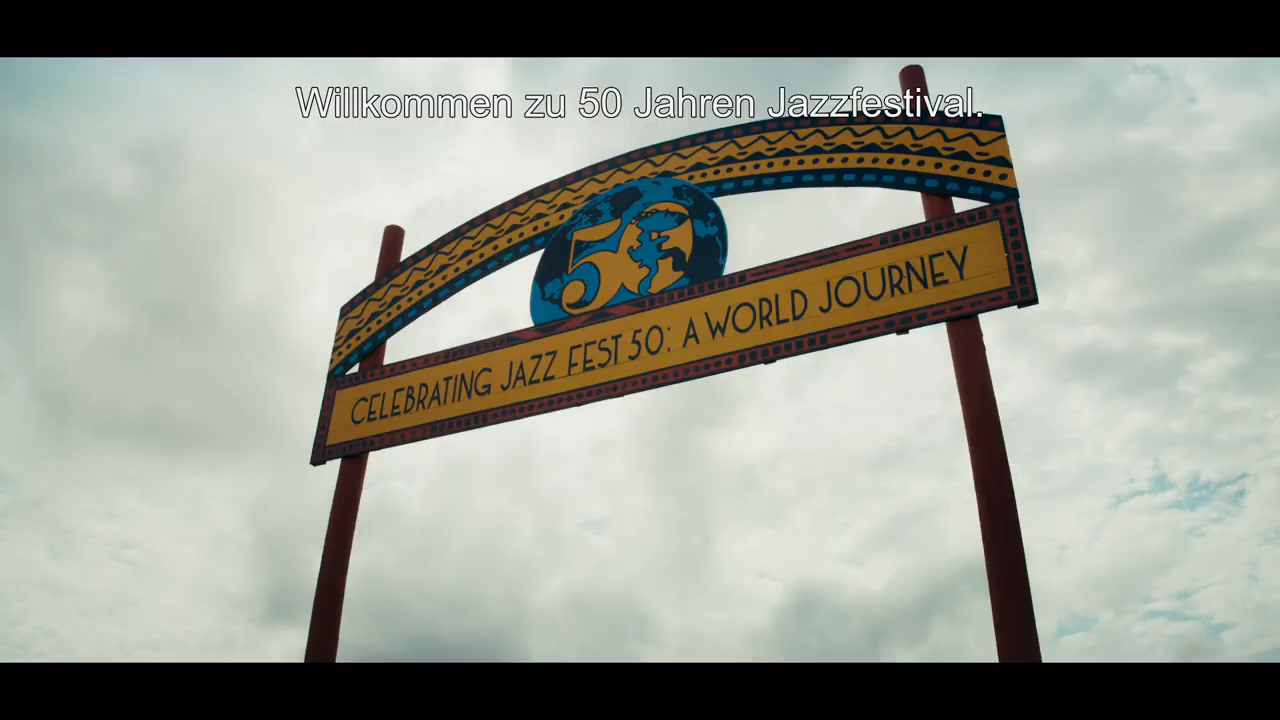 Willkommen zu 50 Jahren Jazzfestival.
50
CELEBRATING JAZZ FEST 50: A WORLD JOURNEY